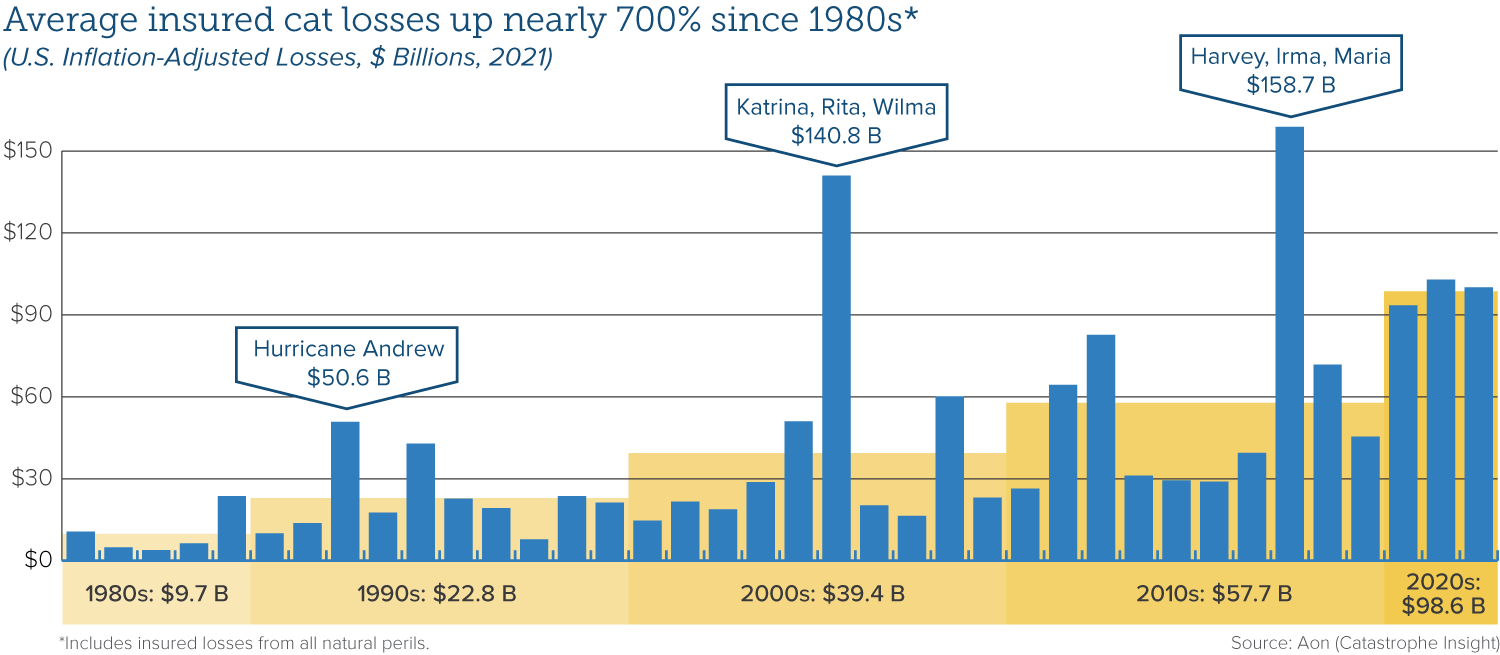 Average insured cat losses up nearly 700% since 1980s*
(U.S. Inflation-Adjusted Losses, $ Billions, 2021)
Harvey, Irma, Maria
$158.7 B
Katrina, Rita, Wilma
$140.8 B
Hurricane Andrew
$50.6 B
$150
$120
$90
$60
$30
$0
1980s: $9.7 B
1990s: $22.8 B
2000s: $39.4 B
2010s: $57.7 B
2020s:
$98.6 B
*Includes insured losses from all natural perils.
Source: Aon (Catastrophe Insight)